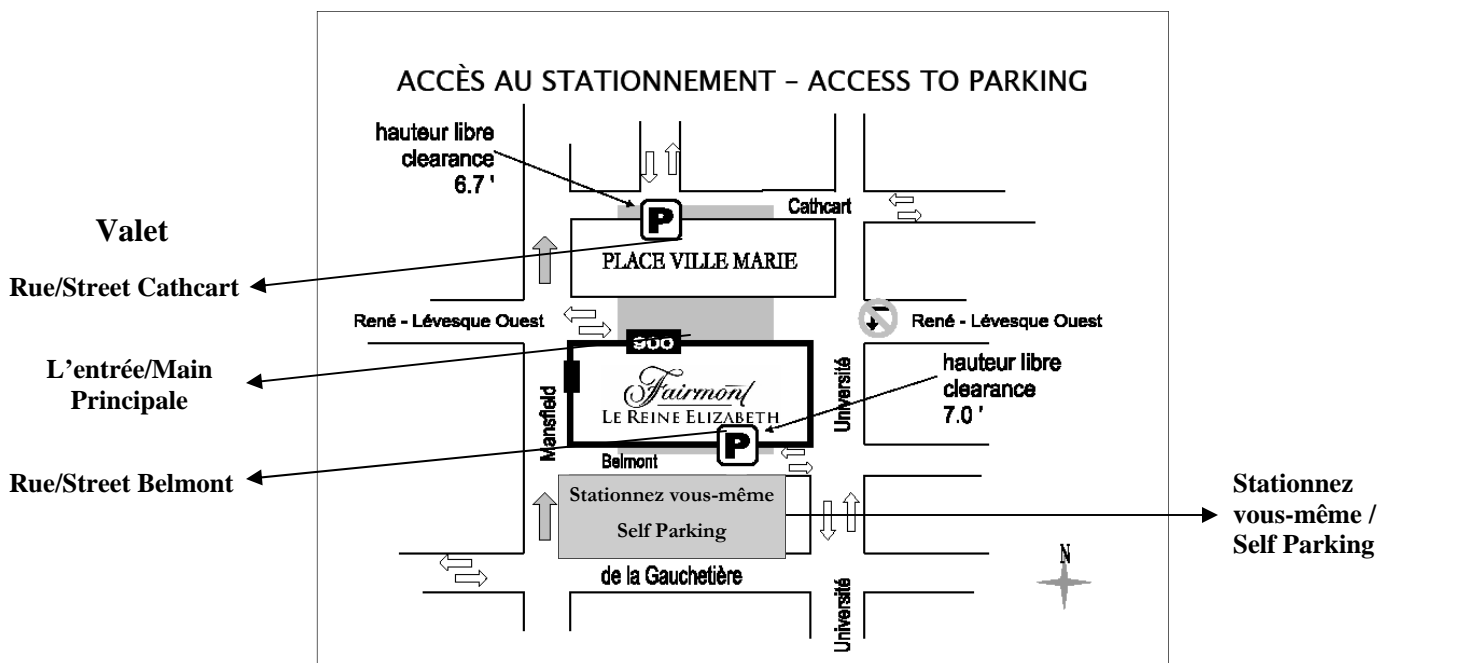 ACCÈS AU STATIONNEMENT – ACCESS TO PARKING
hauteur libre
clearance
6.7 '
P
Cathcart
Valet
Rue/Street Cathcart
PLACE VILLE MARIE
René - Lévesque Ouest
René - Lévesque Ouest
900
L'entrée/Main
Principale
hauteur libre
clearance
7.0 '
Mansfield
Fairmont
LE REINE ELIZABETH
Université
P
Rue/Street Belmont
Belmont
Stationnez vous-même
Self Parking
Stationnez
vous-même /
Self Parking
N
de la Gauchetière
Université